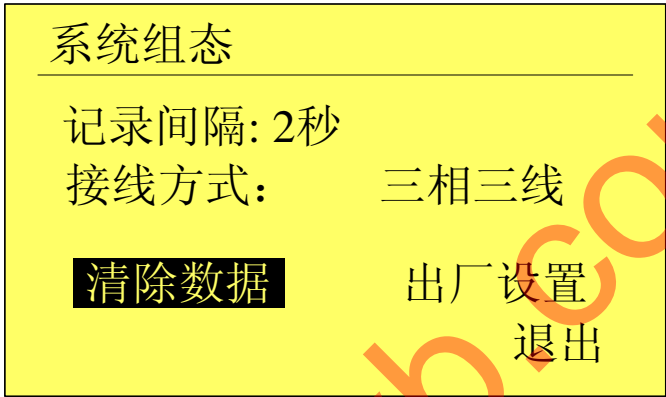 系统组态
记录间隔: 2秒
接线方式： 三相三线
清除数据 出厂设置
退出
b.co